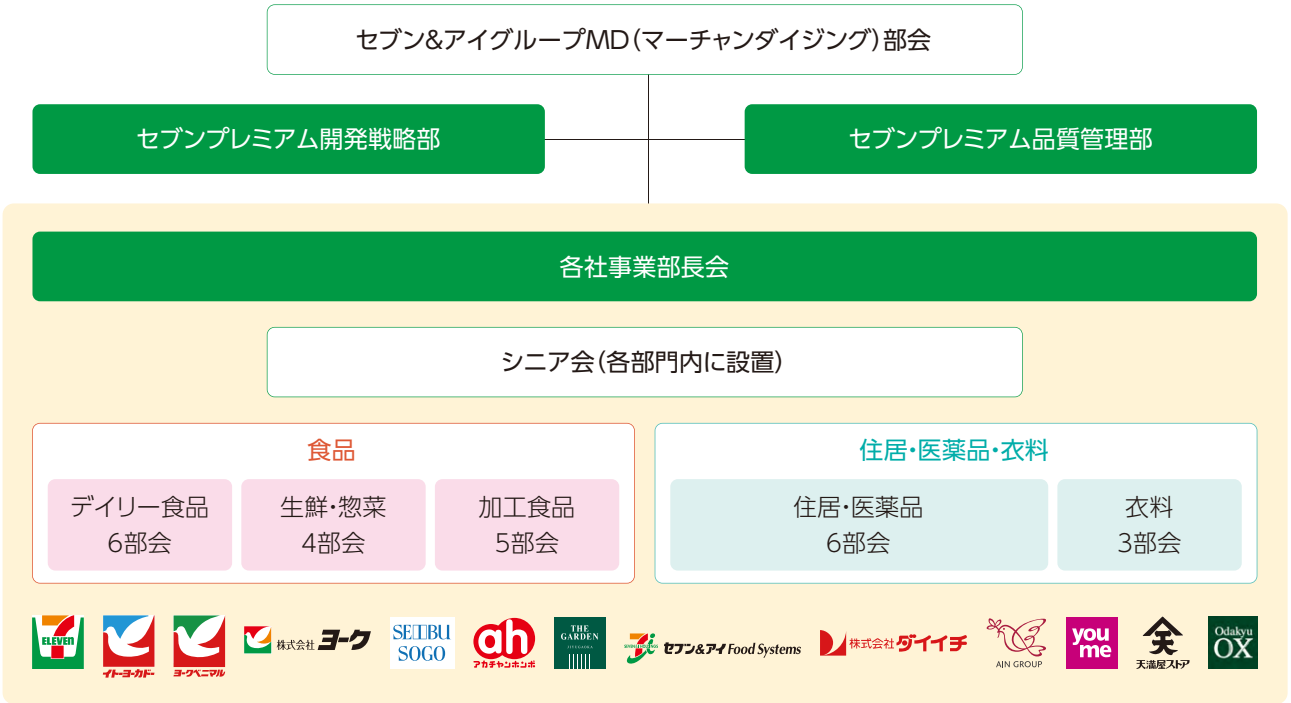 セブン&アイグループMD(マーチャンダイジング)部会
セブンプレミアム開発戦略部
セブンプレミアム品質管理部
各社事業部長会
シニア会(各部門内に設置)
食品
デイリー食品
6部会
生鮮・惣菜
4部会
加工食品
5部会
住居・医薬品・衣料
住居・医薬品
6部会
衣料
3部会
7
ELEVEN
イトーヨーカドー
ヨークベニマル
株式会社ヨーク
SEIBU
SOGO
ah
アカチャンホンポ
THE
GARDEN
セブン&アイ Food Systems
株式会社ダイイチ
AIN GROUP
you
me
天満屋ストア
Odakyu
OX